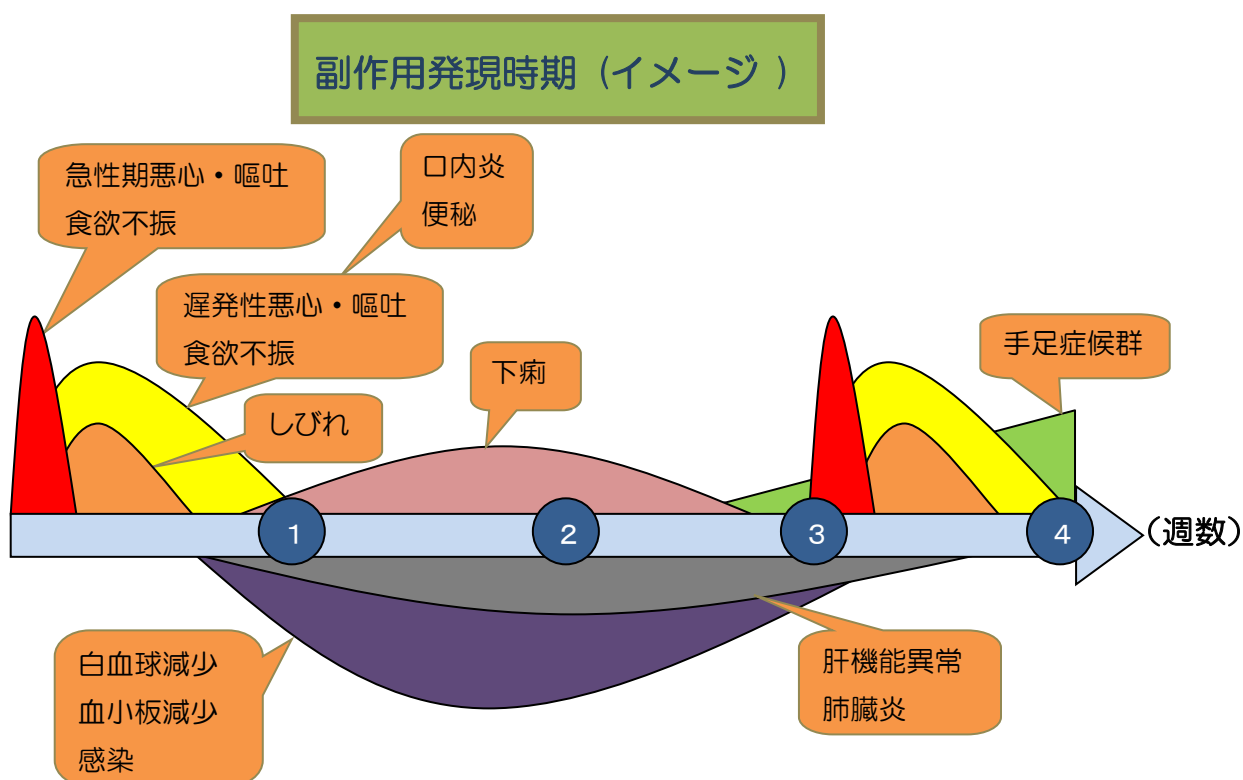 副作用発現時期（イメージ ）
急性期悪心・嘔吐
食欲不振
口内炎
便秘
遅発性悪心・嘔吐
食欲不振
しびれ
下痢
手足症候群
1
2
3
4
（週数）
白血球減少
血小板減少
感染
肝機能異常
肺臓炎